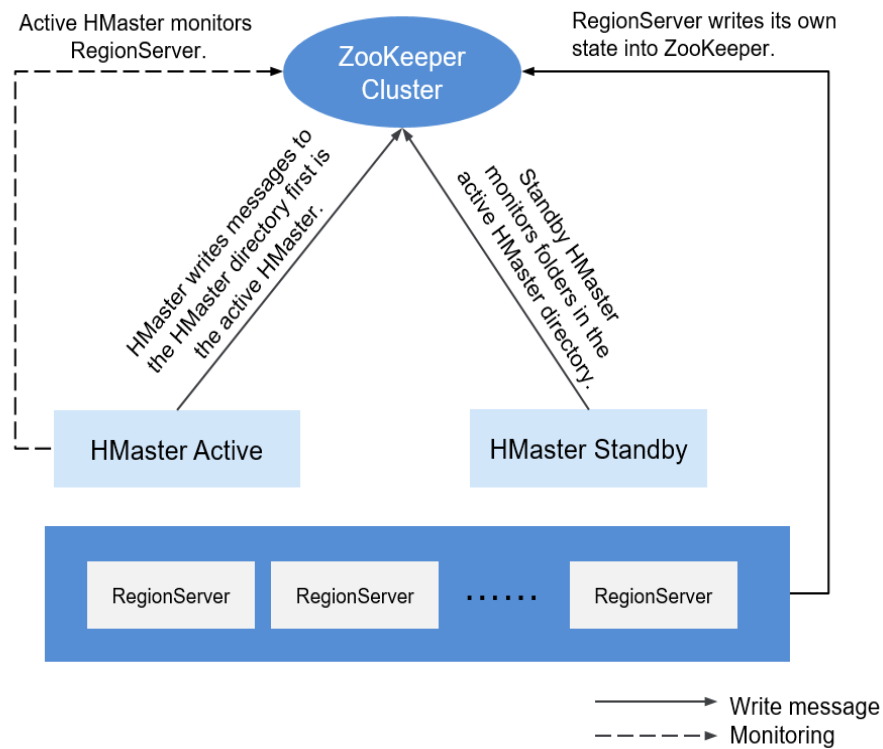 Active HMaster monitors
RegionServer.
RegionServer writes its own
state into ZooKeeper.
ZooKeeper
Cluster
HMaster writes messages to
the HMaster directory first is
the active HMaster.
Standby HMaster
monitors folders in the
active HMaster directory.
HMaster Active
HMaster Standby
RegionServer
RegionServer
......
RegionServer
Write message
Monitoring